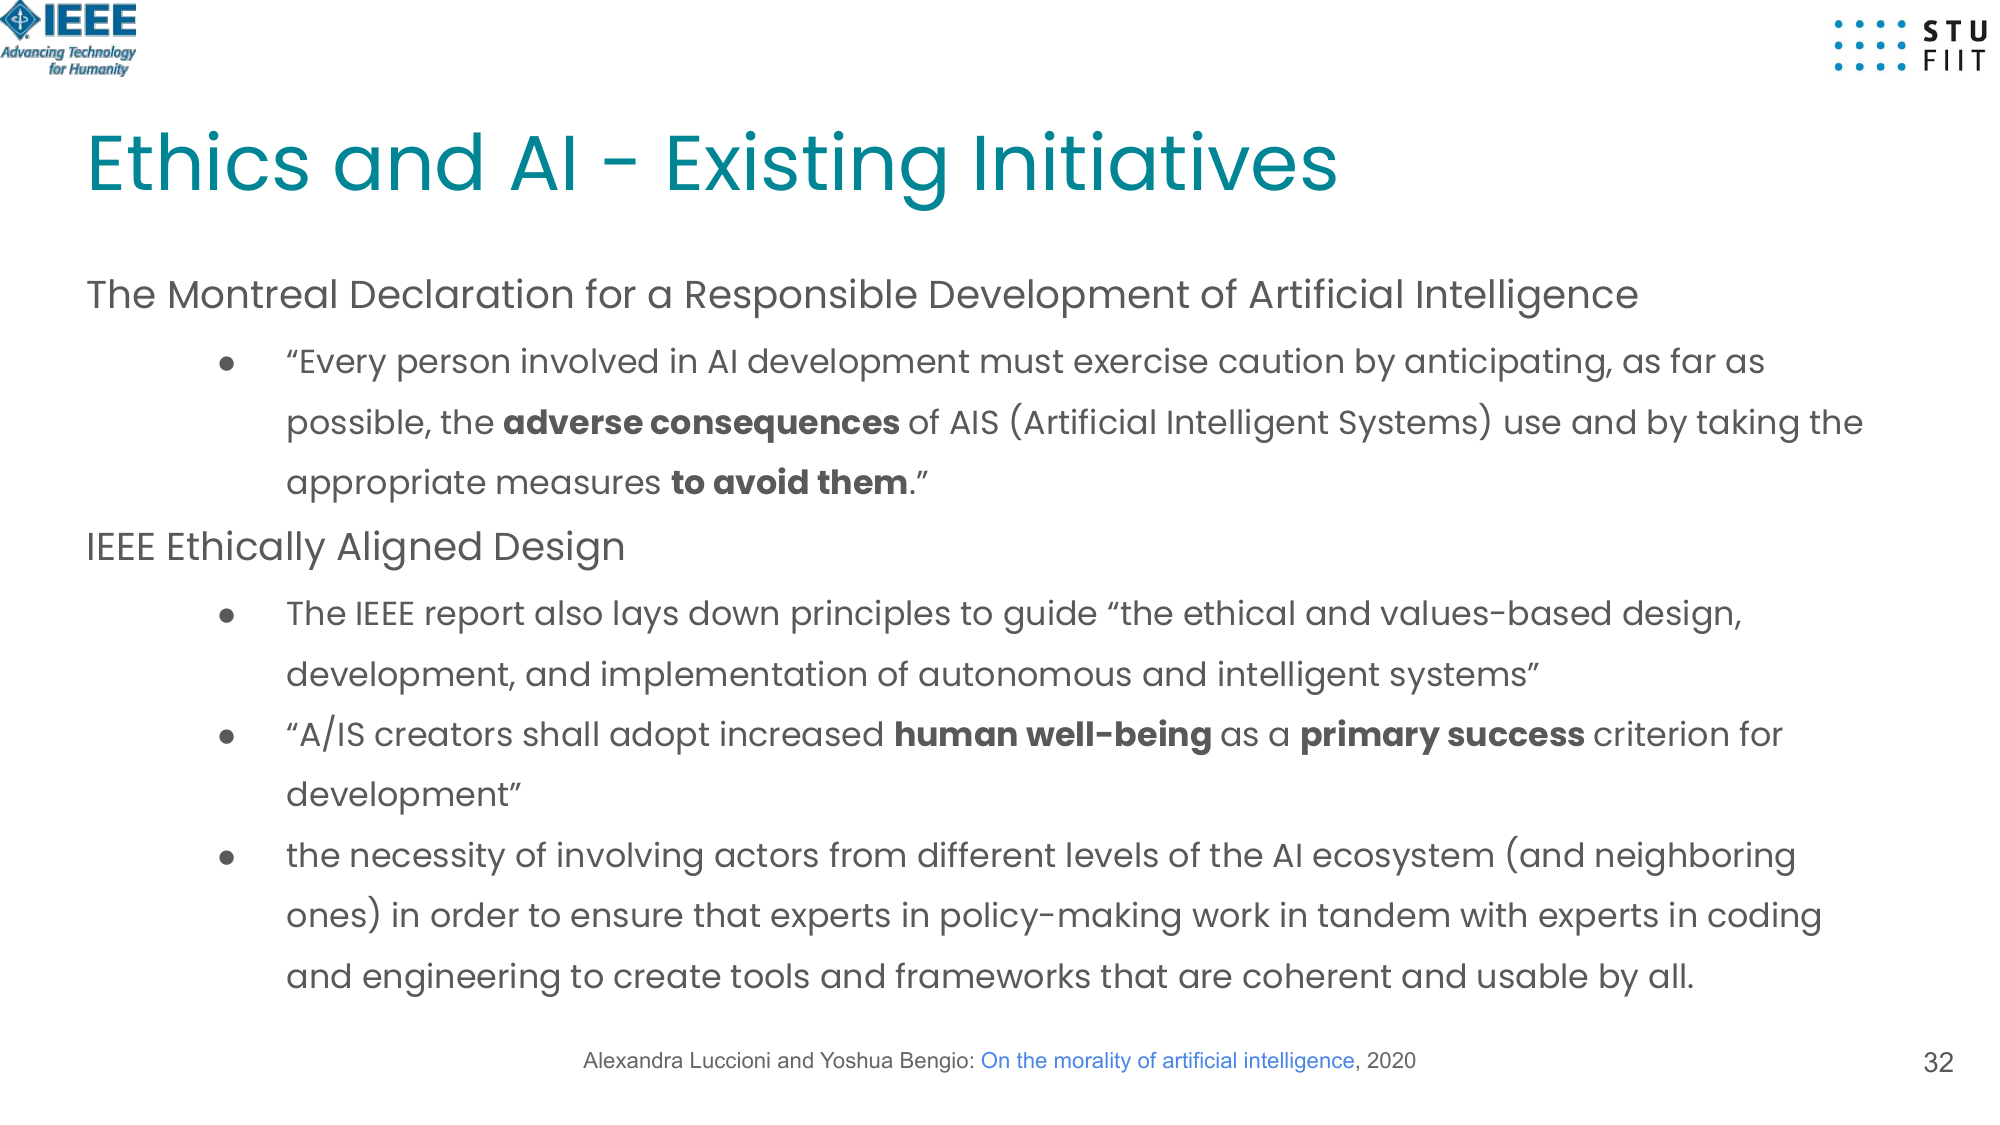 IEEE
Advancing Technology
for Humanity
STU
FIIT
Ethics and AI - Existing Initiatives
The Montreal Declaration for a Responsible Development of Artificial Intelligence
● “Every person involved in AI development must exercise caution by anticipating, as far as
possible, the adverse consequences of AIS (Artificial Intelligent Systems) use and by taking the
appropriate measures to avoid them.”
IEEE Ethically Aligned Design
● The IEEE report also lays down principles to guide “the ethical and values-based design,
development, and implementation of autonomous and intelligent systems”
● “A/IS creators shall adopt increased human well-being as a primary success criterion for
development”
● the necessity of involving actors from different levels of the AI ecosystem (and neighboring
ones) in order to ensure that experts in policy-making work in tandem with experts in coding
and engineering to create tools and frameworks that are coherent and usable by all.
Alexandra Luccioni and Yoshua Bengio: On the morality of artificial intelligence, 2020
32